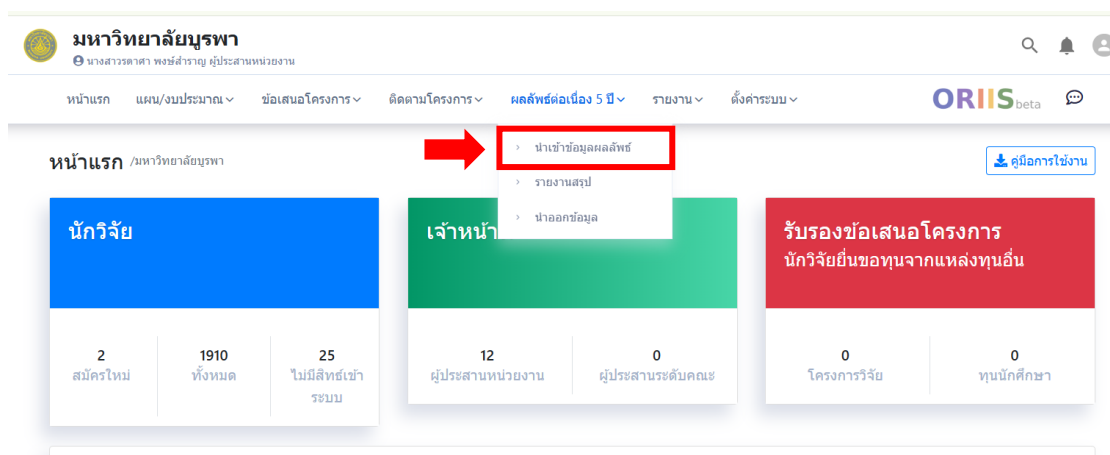 มหาวิทยาลัยบูรพา
นางสาวรดาศา พงษ์สำราญ ผู้ประสานหน่วยงาน
หน้าแรก แผน/งบประมาณ ข้อเสนอโครงการ ติดตามโครงการ ผลลัพธ์ต่อเนื่อง 5 ปี รายงาน ตั้งค่าระบบ ORIIS beta
นำเข้าข้อมูลผลลัพธ์
รายงานสรุป
นำออกข้อมูล
หน้าแรก /มหาวิทยาลัยบูรพา
คู่มือการใช้งาน
นักวิจัย
2 1910 25
สมัครใหม่ ทั้งหมด ไม่มีสิทธ์เข้า
ระบบ
เจ้าหน้า
12 0
ผู้ประสานหน่วยงาน ผู้ประสานระดับคณะ
รับรองข้อเสนอโครงการ
นักวิจัยยื่นขอทุนจากแหล่งทุนอื่น
0 0
โครงการวิจัย ทุนนักศึกษา